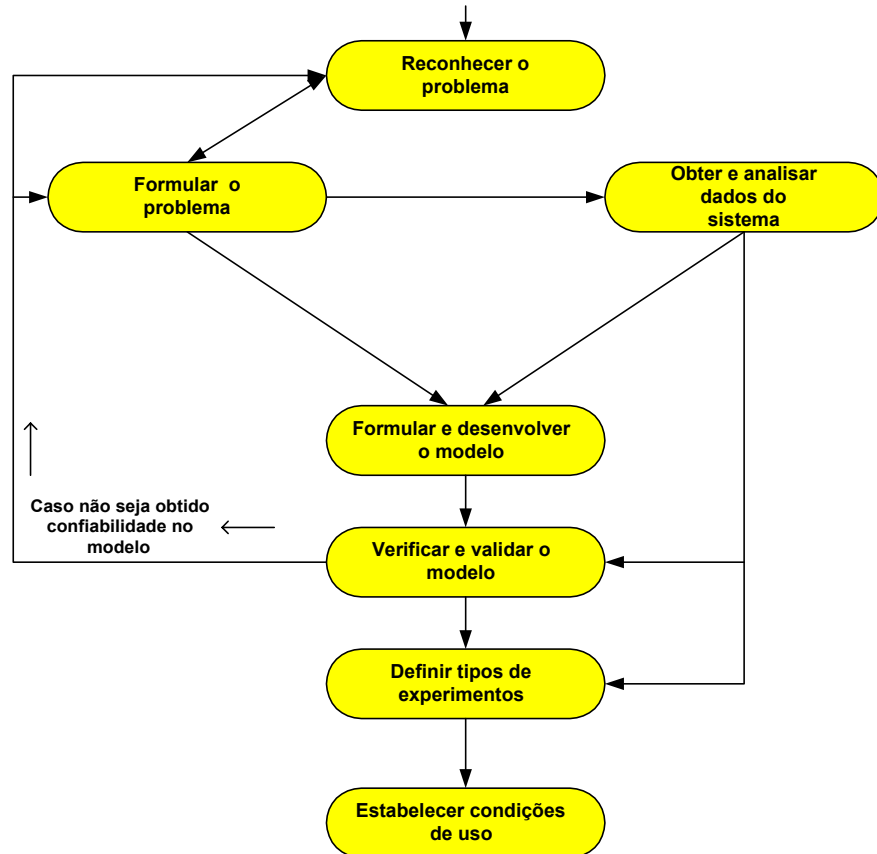 Reconhecer o
problema
Formular o
problema
Obter e analisar
dados do
sistema
Formular e desenvolver
o modelo
Caso não seja obtido
confiabilidade no
modelo
Verificar e validar o
modelo
Definir tipos de
experimentos
Estabelecer condições
de uso